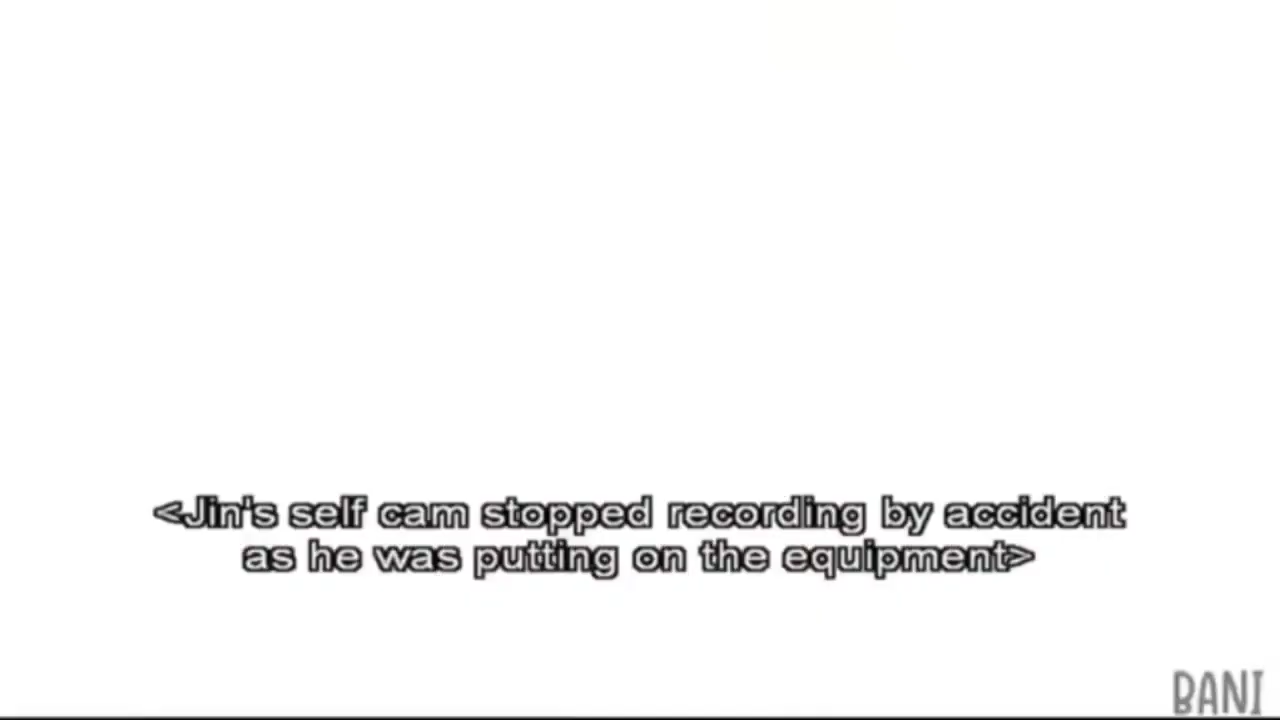 <Jin's self cam stopped recording by accident
as he was putting on the equipment>
BANI